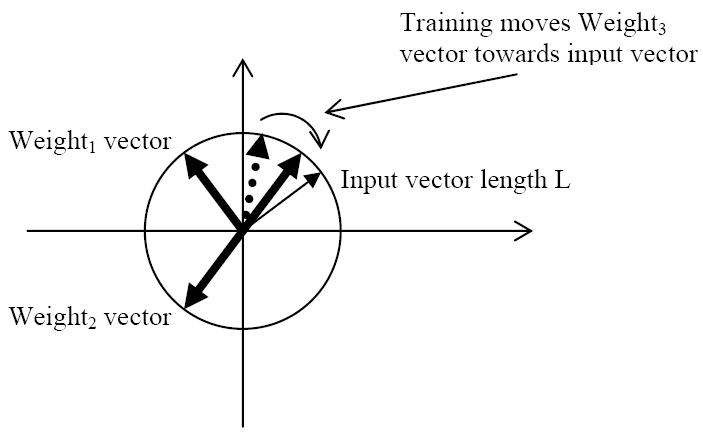 Training moves Weight₃
vector towards input vector
Weight₁ vector
Input vector length L
Weight₂ vector